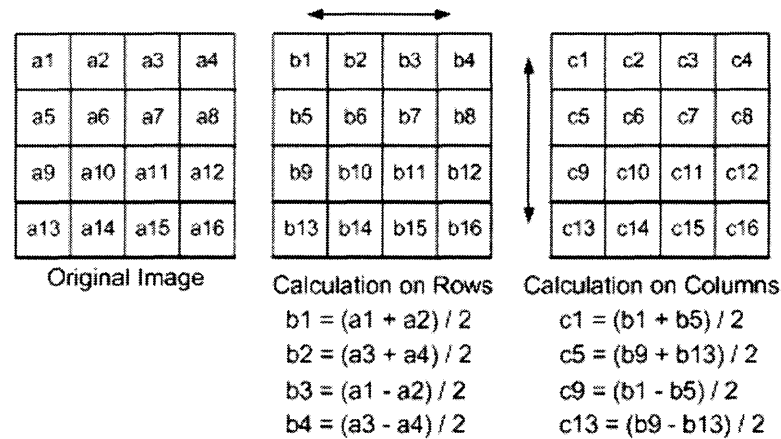 a1 a2 a3 a4
a5 a6 a7 a8
a9 a10 a11 a12
a13 a14 a15 a16
Original Image
b1 b2 b3 b4
b5 b6 b7 b8
b9 b10 b11 b12
b13 b14 b15 b16
Calculation on Rows
b1 = (a1 + a2) / 2
b2 = (a3 + a4) / 2
b3 = (a1 - a2) / 2
b4 = (a3 - a4) / 2
c1 c2 c3 c4
c5 c6 c7 c8
c9 c10 c11 c12
c13 c14 c15 c16
Calculation on Columns
c1 = (b1 + b5) / 2
c5 = (b9 + b13) / 2
c9 = (b1 - b5) / 2
c13 = (b9 - b13) / 2